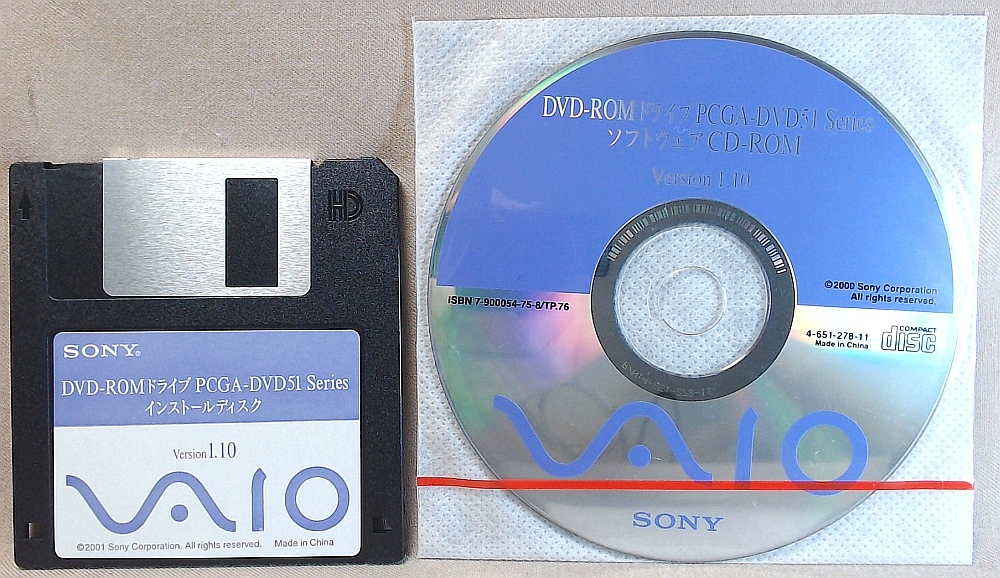 HD
SONY®
DVD-ROMドライブ PCGA-DVD51 Series
インストールディスク
Version 1.10
VAIO
©2001 Sony Corporation. All rights reserved. Made in China
DVD-ROMドライブ PCGA-DVD51 Series
ソフトウエア CD-ROM
Version 1.10
ISBN 7-900054-75-8/TP.76
©2000 Sony Corporation
All rights reserved.
4-651-278-11
Made in China
COMPACT
disc
VAIO
SONY